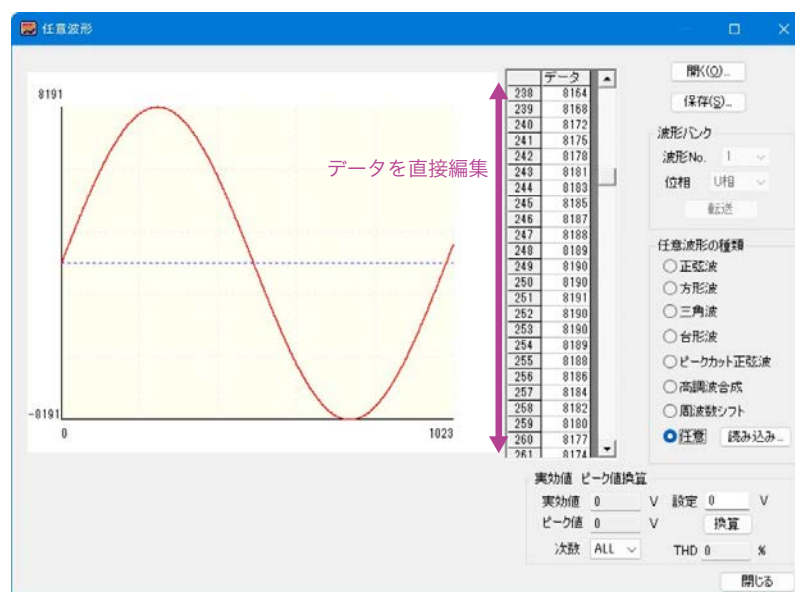 任意波形
8191
-8191
0
1023
データを直接編集
データ
238 8164
239 8168
240 8172
241 8175
242 8178
243 8181
244 8183
245 8185
246 8187
247 8188
248 8189
249 8190
250 8190
251 8191
252 8190
253 8190
254 8189
255 8188
256 8186
257 8184
258 8182
259 8180
260 8177
261 8174
開く(O)...
保存(S)...
波形バンク
波形No. 1
位相 U相
転送
任意波形の種類
正弦波
方形波
三角波
台形波
ピークカット正弦波
高調波合成
周波数シフト
任意 読み込み...
実効値 ピーク値換算
実効値 0 V 設定 0 V
ピーク値 0 V 換算
次数 ALL THD 0 %
閉じる